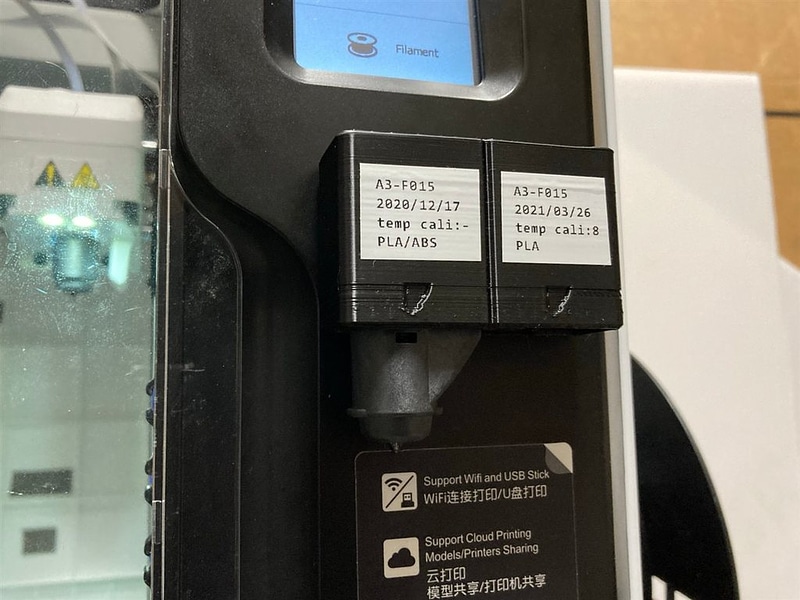 Filament
A3-F015
2020/12/17
temp cali:-
PLA/ABS
A3-F015
2021/03/26
temp cali:8
PLA
Support Wifi and USB Stick
WiFi连接打印/U盘打印
Support Cloud Printing
Models/Printers Sharing
云打印
模型共享/打印机共享